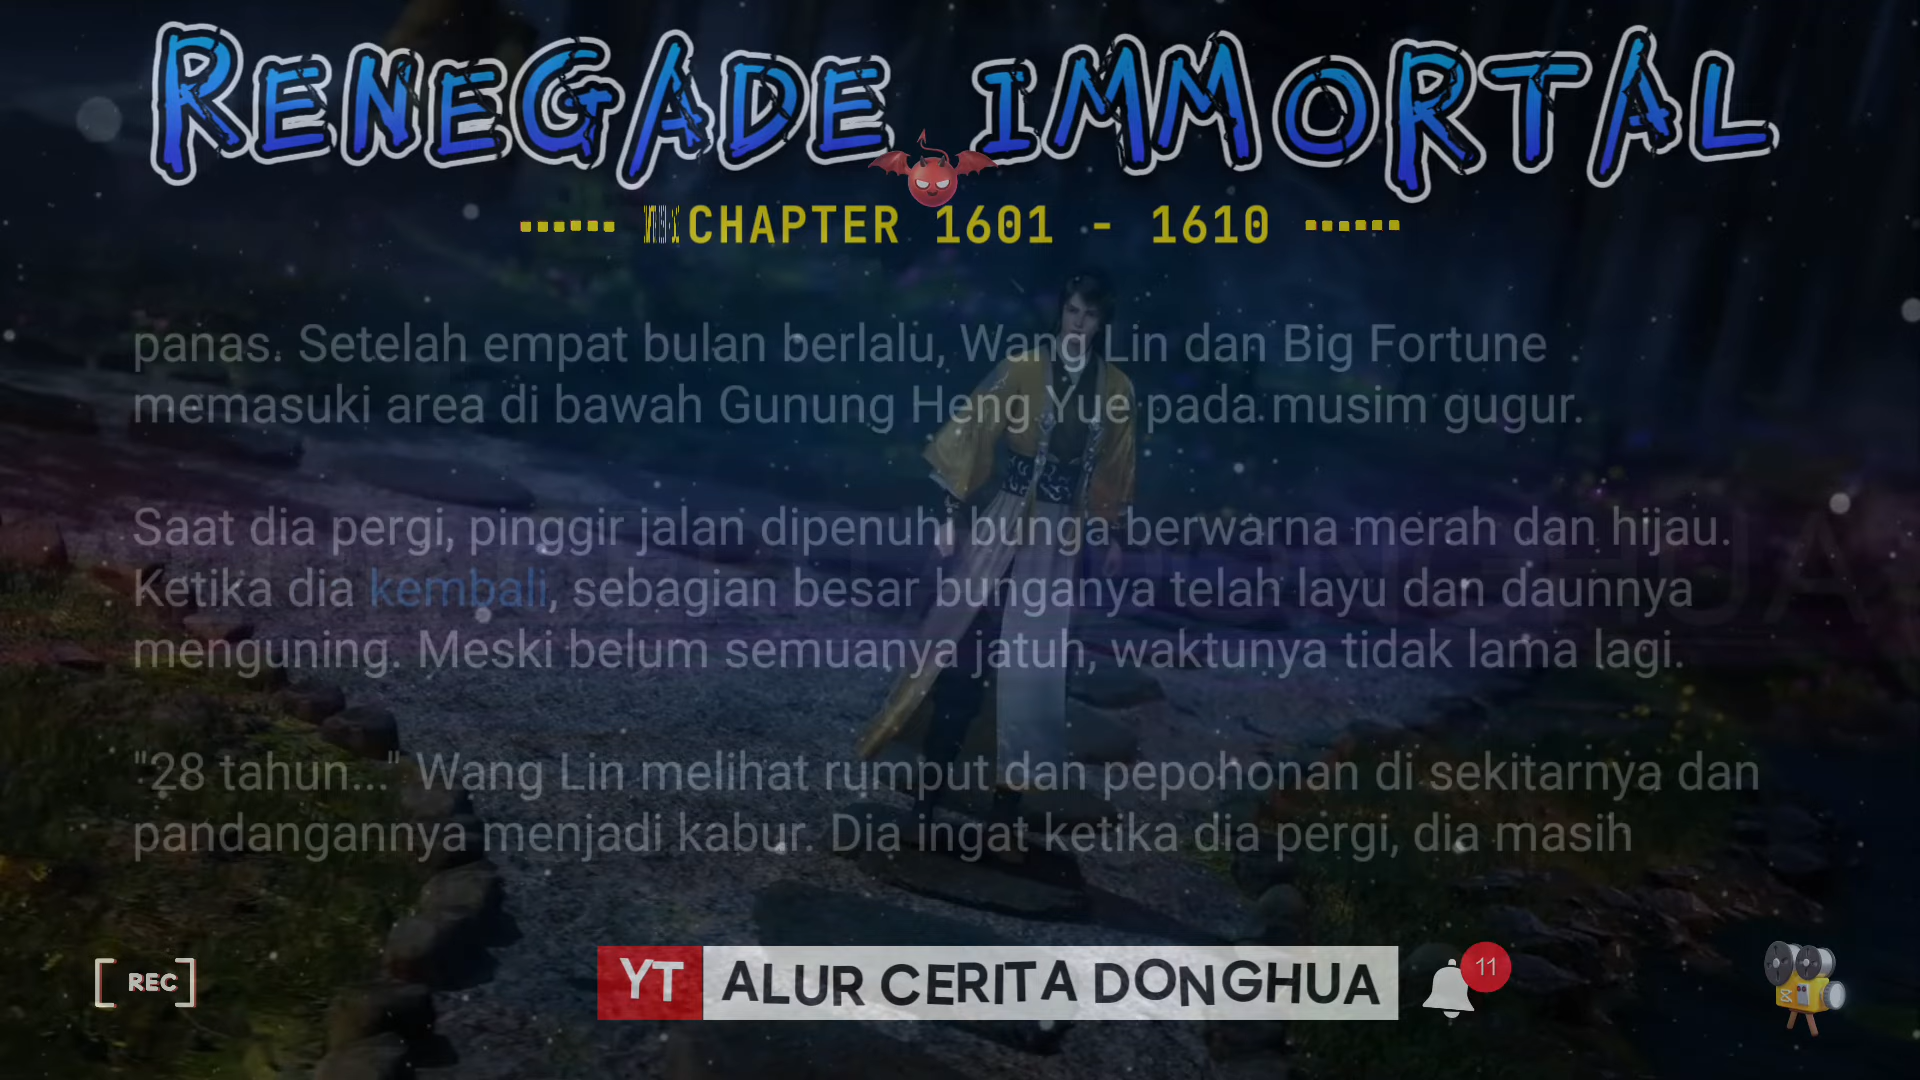 RENEGADE IMMORTAL
CHAPTER 1601 - 1610
panas. Setelah empat bulan berlalu, Wang Lin dan Big Fortune
memasuki area di bawah Gunung Heng Yue pada musim gugur.
Saat dia pergi, pinggir jalan dipenuhi bunga berwarna merah dan hijau.
Ketika dia kembali, sebagian besar bunganya telah layu dan daunnya
menguning. Meski belum semuanya jatuh, waktunya tidak lama lagi.
"28 tahun..." Wang Lin melihat rumput dan pepohonan di sekitarnya dan
pandangannya menjadi kabur. Dia ingat ketika dia pergi, dia masih
[REC]
YT ALUR CERITA DONGHUA
11